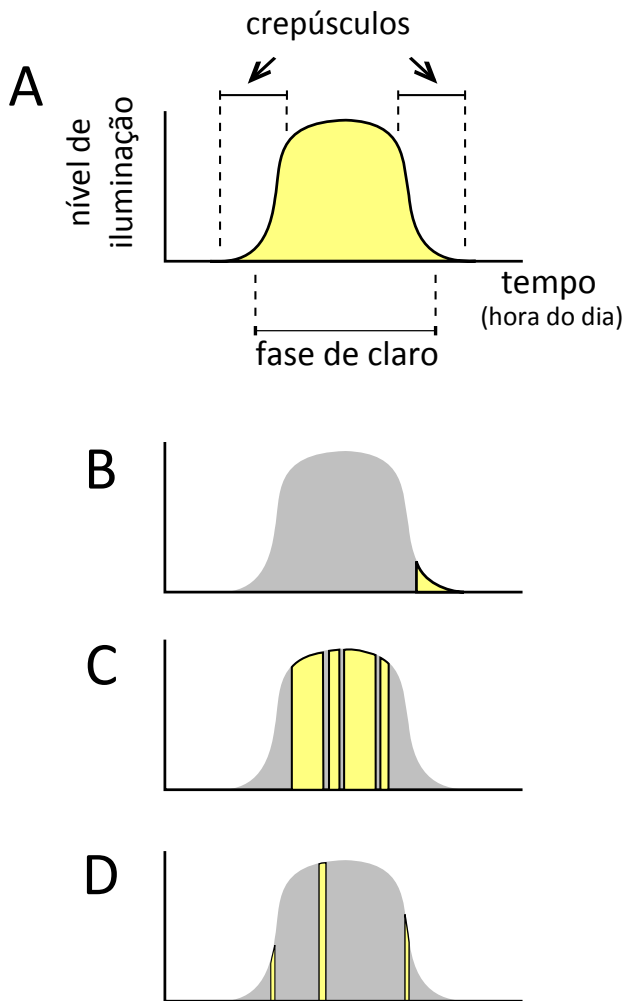 crepúsculos
A
nível de
iluminação
tempo
(hora do dia)
fase de claro
B
C
D